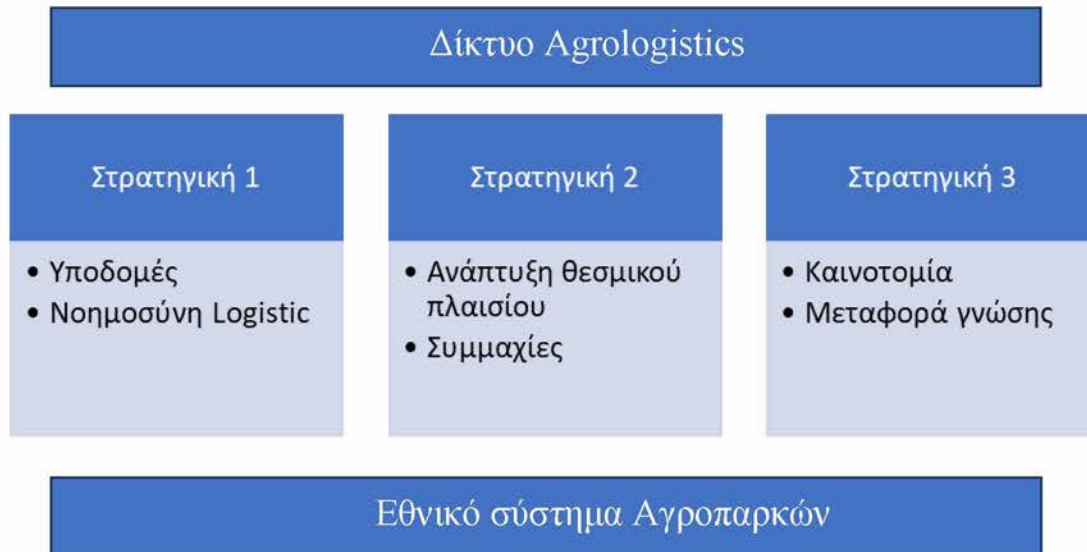 Δίκτυο Agrologistics
Στρατηγική 1
• Υποδομές
• Νοημοσύνη Logistic
Στρατηγική 2
• Ανάπτυξη θεσμικού
πλαισίου
• Συμμαχίες
Στρατηγική 3
• Καινοτομία
• Μεταφορά γνώσης
Εθνικό σύστημα Αγροπαρκών